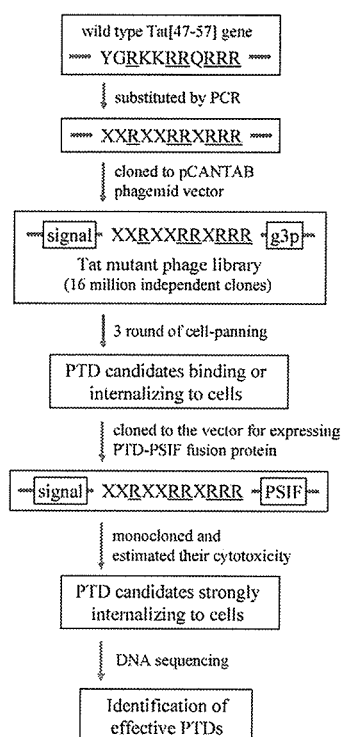 wild type Tat[47-57] gene
YGRKKRRQRRR
substituted by PCR
XXRXXRRXRRR
cloned to pCANTAB
phagemid vector
signal XXRXXRRXRRR g3p
Tat mutant phage library
(16 million independent clones)
3 round of cell-panning
PTD candidates binding or
internalizing to cells
cloned to the vector for expressing
PTD-PSIF fusion protein
signal XXRXXRRXRRR PSIF
monocloned and
estimated their cytotoxicity
PTD candidates strongly
internalizing to cells
DNA sequencing
Identification of
effective PTDs